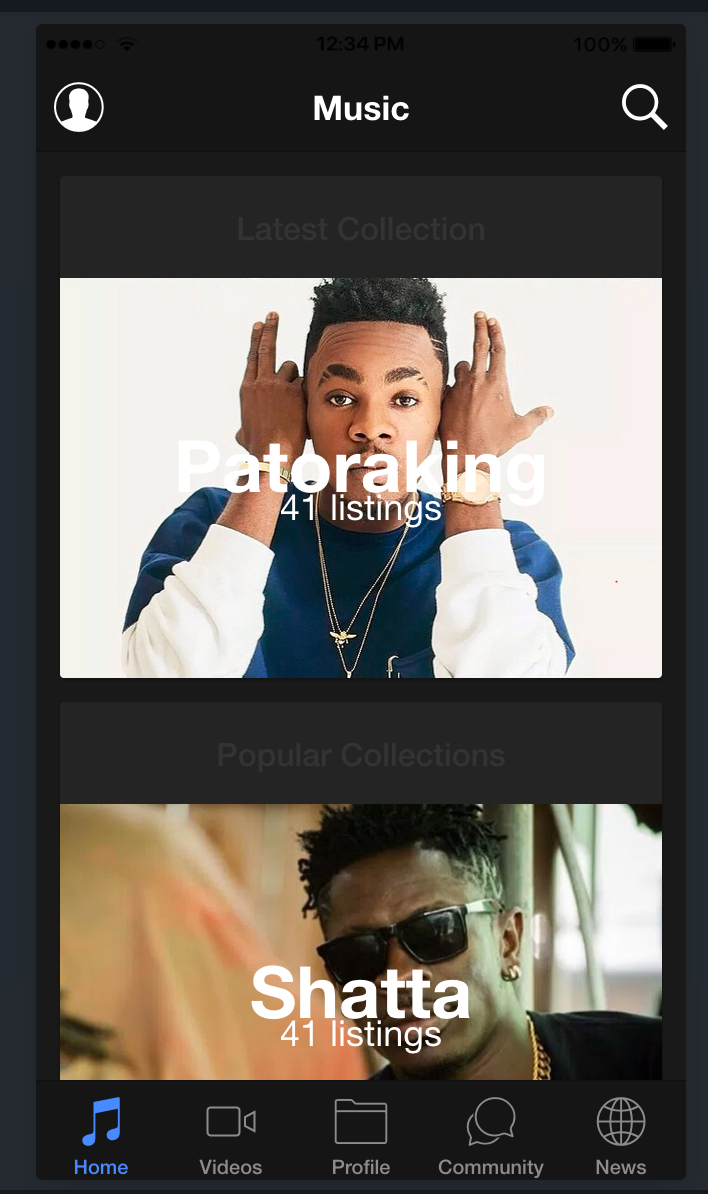 12:34 PM
100%
Music
Latest Collection
Patoraking
41 listings
Popular Collections
Shatta
41 listings
Home
Videos
Profile
Community
News